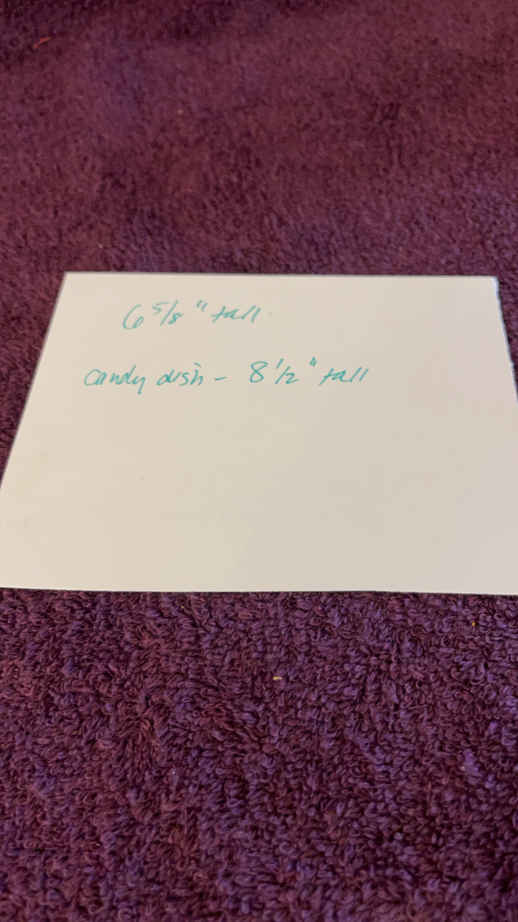 6 5/8" tall
candy dish - 8 1/2" tall